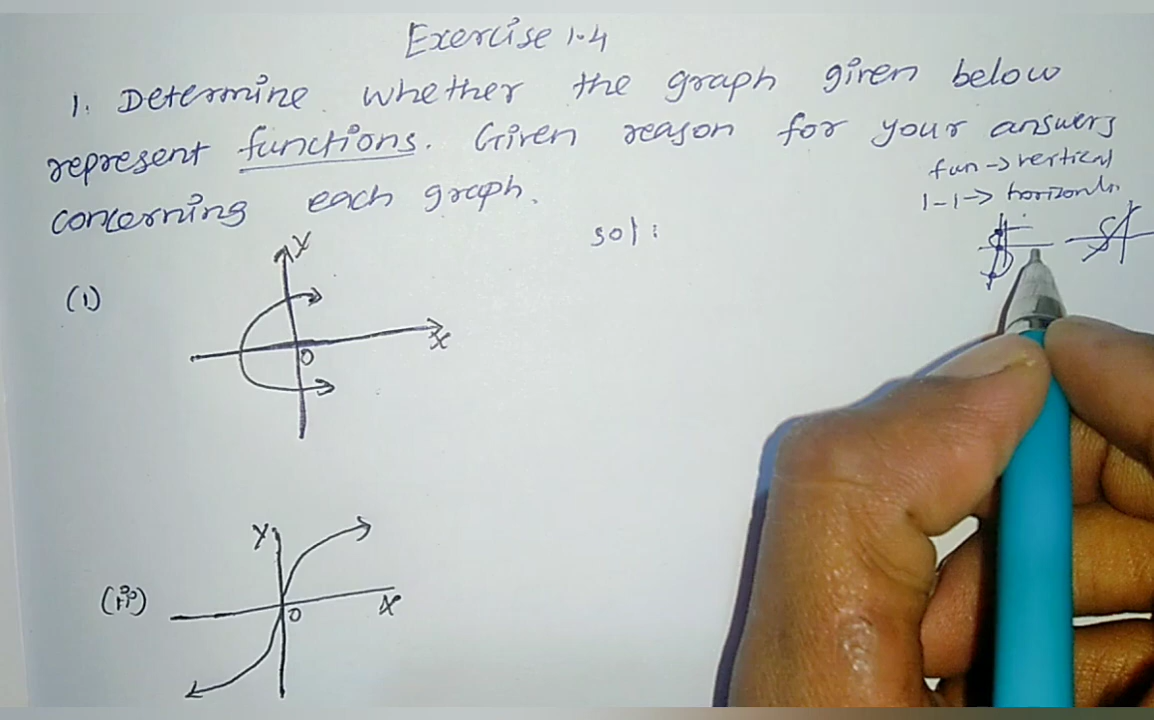 Exercise 1.4
1. Determine whether the graph given below
represent functions. Given reason for your answers
concerning each graph.
fun → vertical
1-1 → horizontal
sol :
(i)
Y
X
O
(ii)
Y
X
O